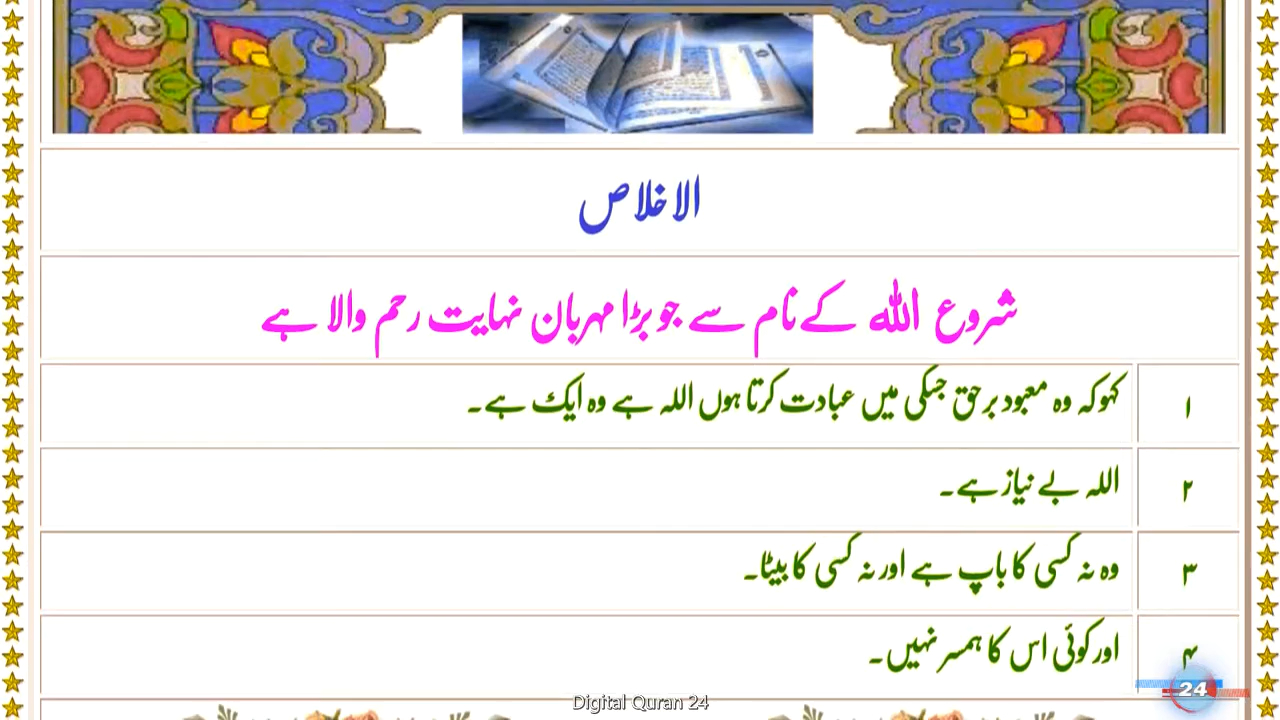 الاخلاص
شروع اللہ کے نام سے جو بڑا مہربان نہایت رحم والا ہے
۱ کہو کہ وہ معبود برحق جسکی میں عبادت کرتا ہوں اللہ ہے وہ ایک ہے۔
۲ اللہ بے نیاز ہے۔
۳ وہ نہ کسی کا باپ ہے اور نہ کسی کا بیٹا۔
۴ اور کوئی اس کا ہمسر نہیں۔
24
Digital Quran 24